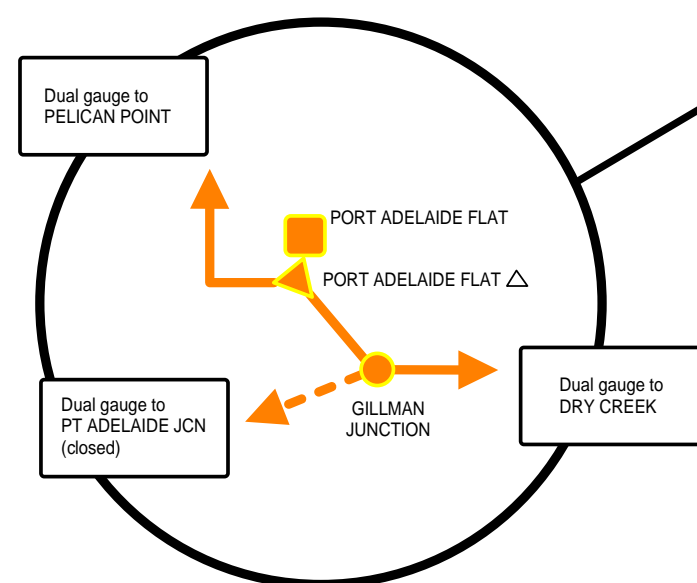 Dual gauge to
PELICAN POINT
PORT ADELAIDE FLAT
PORT ADELAIDE FLAT △
Dual gauge to
PT ADELAIDE JCN
(closed)
GILLMAN
JUNCTION
Dual gauge to
DRY CREEK